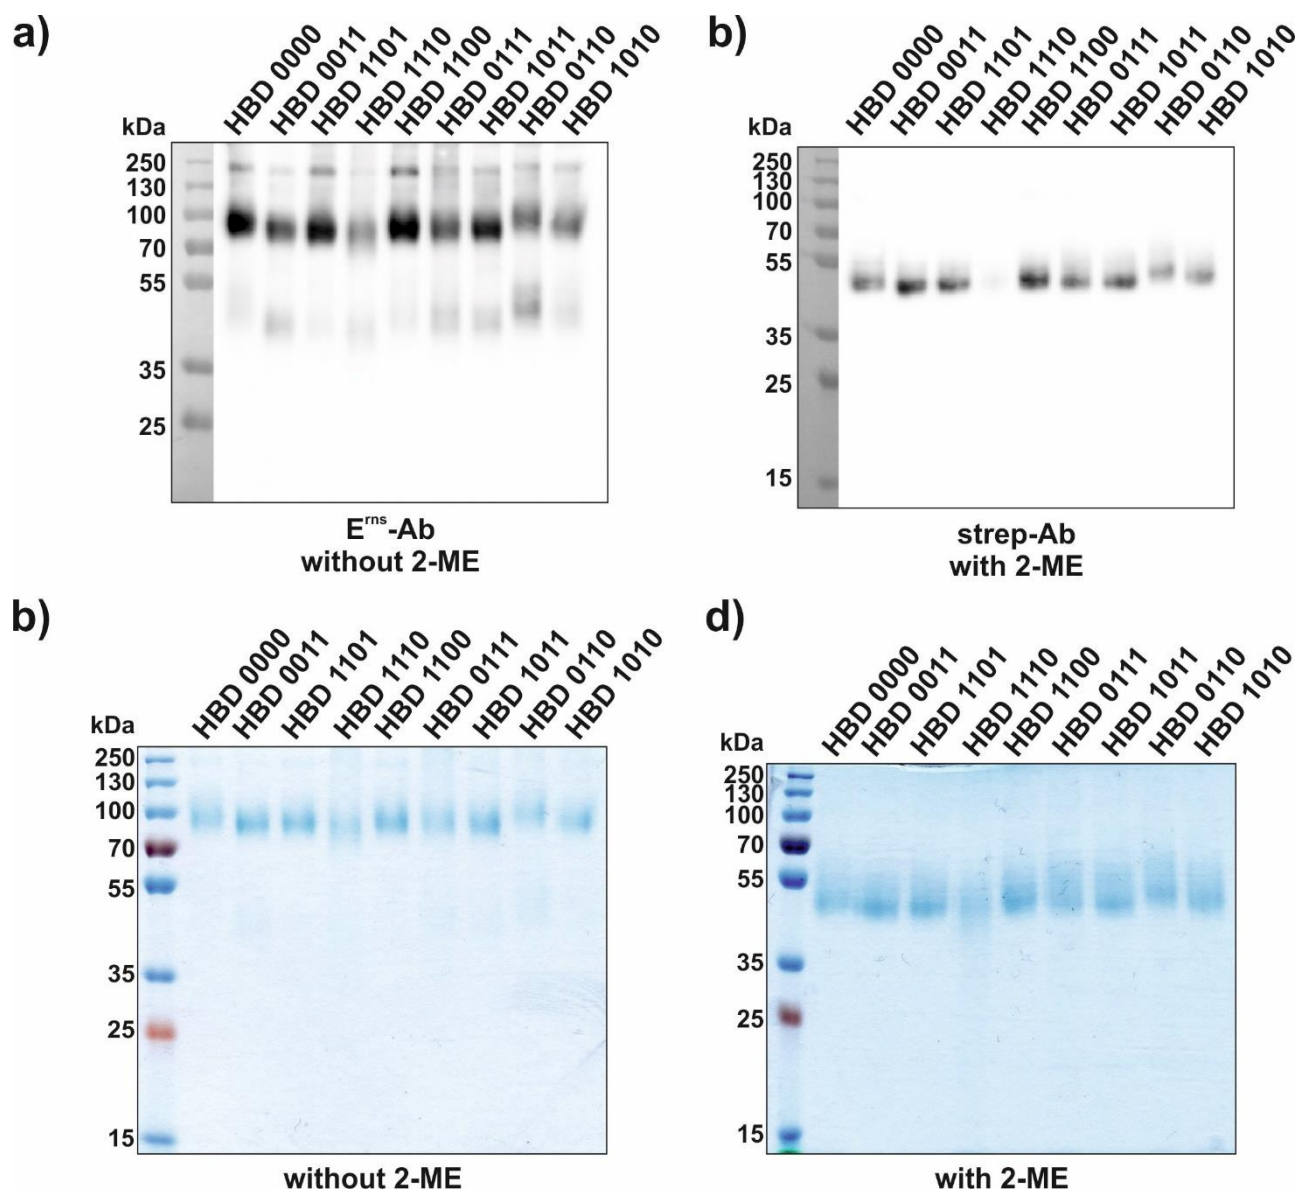 a)
HBD 0000
HBD 0011
HBD 1101
HBD 1110
HBD 1100
HBD 0111
HBD 1011
HBD 0110
HBD 1010
kDa
250
130
100
70
55
35
25
E^rns-Ab
without 2-ME
b)
HBD 0000
HBD 0011
HBD 1101
HBD 1110
HBD 1100
HBD 0111
HBD 1011
HBD 0110
HBD 1010
kDa
250
130
100
70
55
35
25
15
strep-Ab
with 2-ME
b)
HBD 0000
HBD 0011
HBD 1101
HBD 1110
HBD 1100
HBD 0111
HBD 1011
HBD 0110
HBD 1010
kDa
250
130
100
70
55
35
25
15
without 2-ME
d)
HBD 0000
HBD 0011
HBD 1101
HBD 1110
HBD 1100
HBD 0111
HBD 1011
HBD 0110
HBD 1010
kDa
250
130
100
70
55
35
25
15
with 2-ME